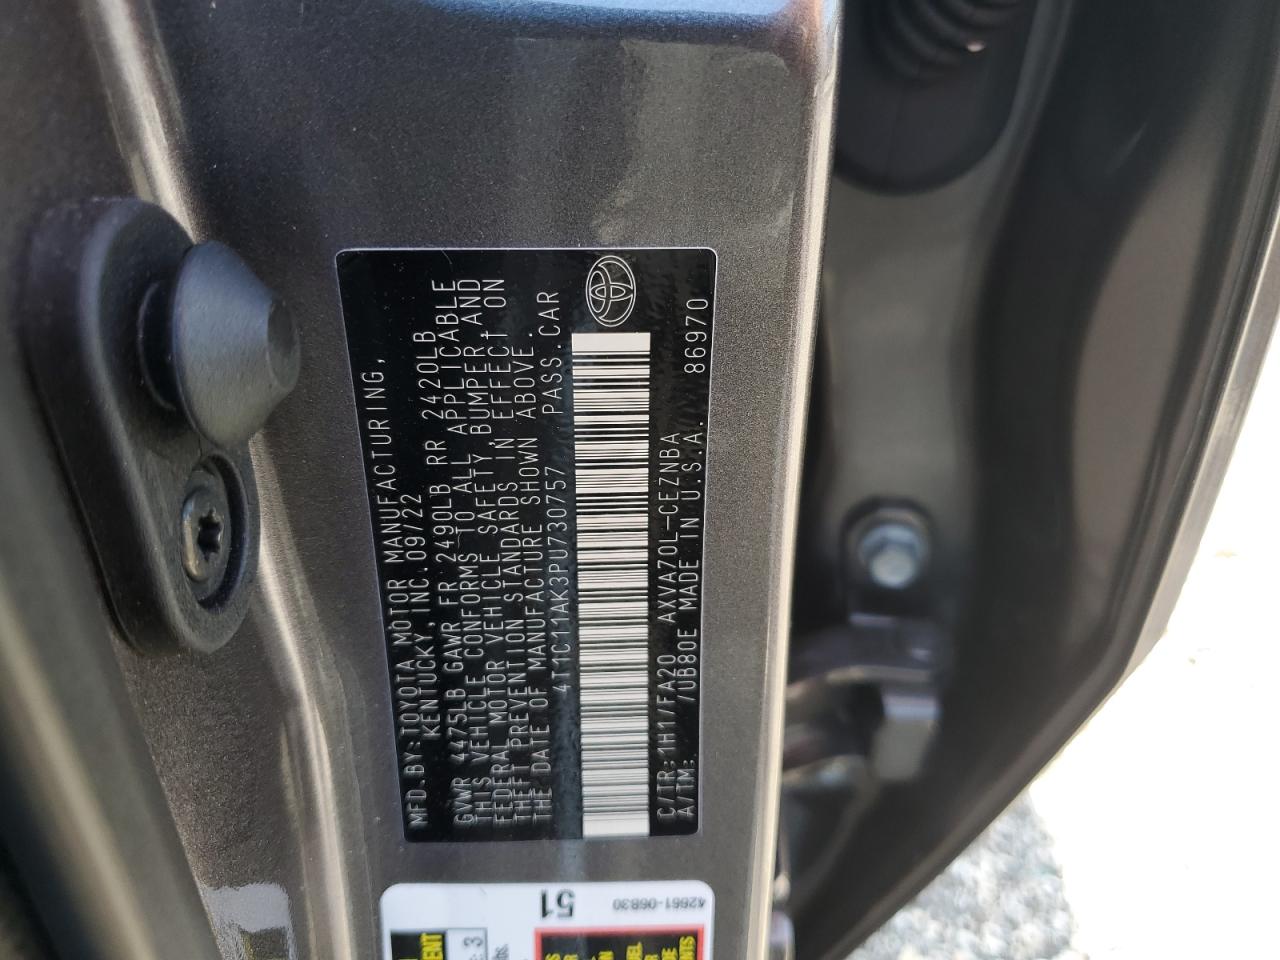 MFD.BY:TOYOTA MOTOR MANUFACTURING,
KENTUCKY,INC.09/22
GVWR 4475LB GAWR FR 2490LB RR 2420LB
THIS VEHICLE CONFORMS TO ALL APPLICABLE
FEDERAL MOTOR VEHICLE SAFETY,BUMPER,AND
THEFT PREVENTION STANDARDS IN EFFECT ON
THE DATE OF MANUFACTURE SHOWN ABOVE.
4T1C11AK3PU730757 PASS.CAR
C/TR:1H17FA20 AXVA70L-CEZNBA
A/TM: /UB80E MADE IN U.S.A. 86970
51
42661-06B30